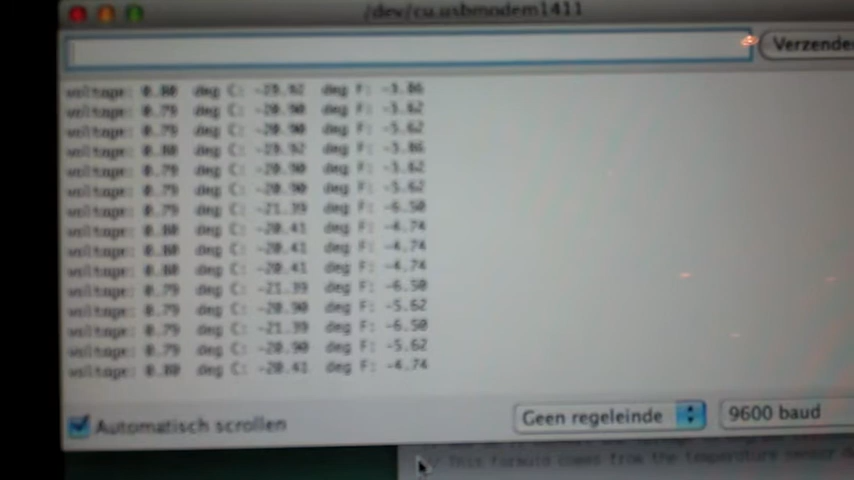 /dev/cu.usbmodem1411
Verzenden
voltage: 0.80 deg C: -19.92 deg F: -3.86
voltage: 0.79 deg C: -20.90 deg F: -5.62
voltage: 0.79 deg C: -20.90 deg F: -5.62
voltage: 0.80 deg C: -19.92 deg F: -3.86
voltage: 0.79 deg C: -20.90 deg F: -5.62
voltage: 0.79 deg C: -20.90 deg F: -5.62
voltage: 0.79 deg C: -21.39 deg F: -6.50
voltage: 0.80 deg C: -20.41 deg F: -4.74
voltage: 0.80 deg C: -20.41 deg F: -4.74
voltage: 0.80 deg C: -20.41 deg F: -4.74
voltage: 0.79 deg C: -21.39 deg F: -6.50
voltage: 0.79 deg C: -20.90 deg F: -5.62
voltage: 0.79 deg C: -21.39 deg F: -6.50
voltage: 0.79 deg C: -20.90 deg F: -5.62
voltage: 0.80 deg C: -20.41 deg F: -4.74
Automatisch scrollen
Geen regeleinde
9600 baud
// This formula comes from the temperature sensor